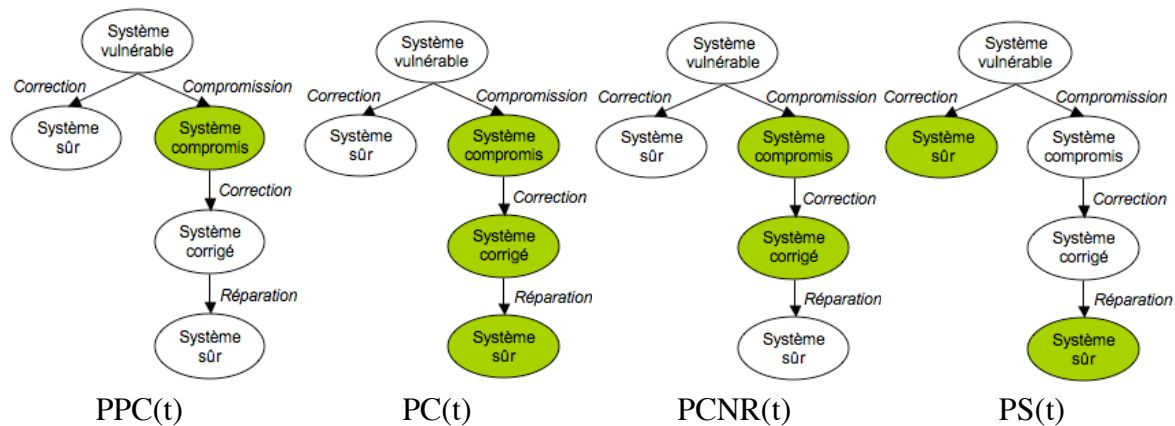 Système
vulnérable
Correction
Compromission
Système
sûr
Système
compromis
Correction
Système
corrigé
Réparation
Système
sûr
PPC(t)
Système
vulnérable
Correction
Compromission
Système
sûr
Système
compromis
Correction
Système
corrigé
Réparation
Système
sûr
PC(t)
Système
vulnérable
Correction
Compromission
Système
sûr
Système
compromis
Correction
Système
corrigé
Réparation
Système
sûr
PCNR(t)
Système
vulnérable
Correction
Compromission
Système
sûr
Système
compromis
Correction
Système
corrigé
Réparation
Système
sûr
PS(t)